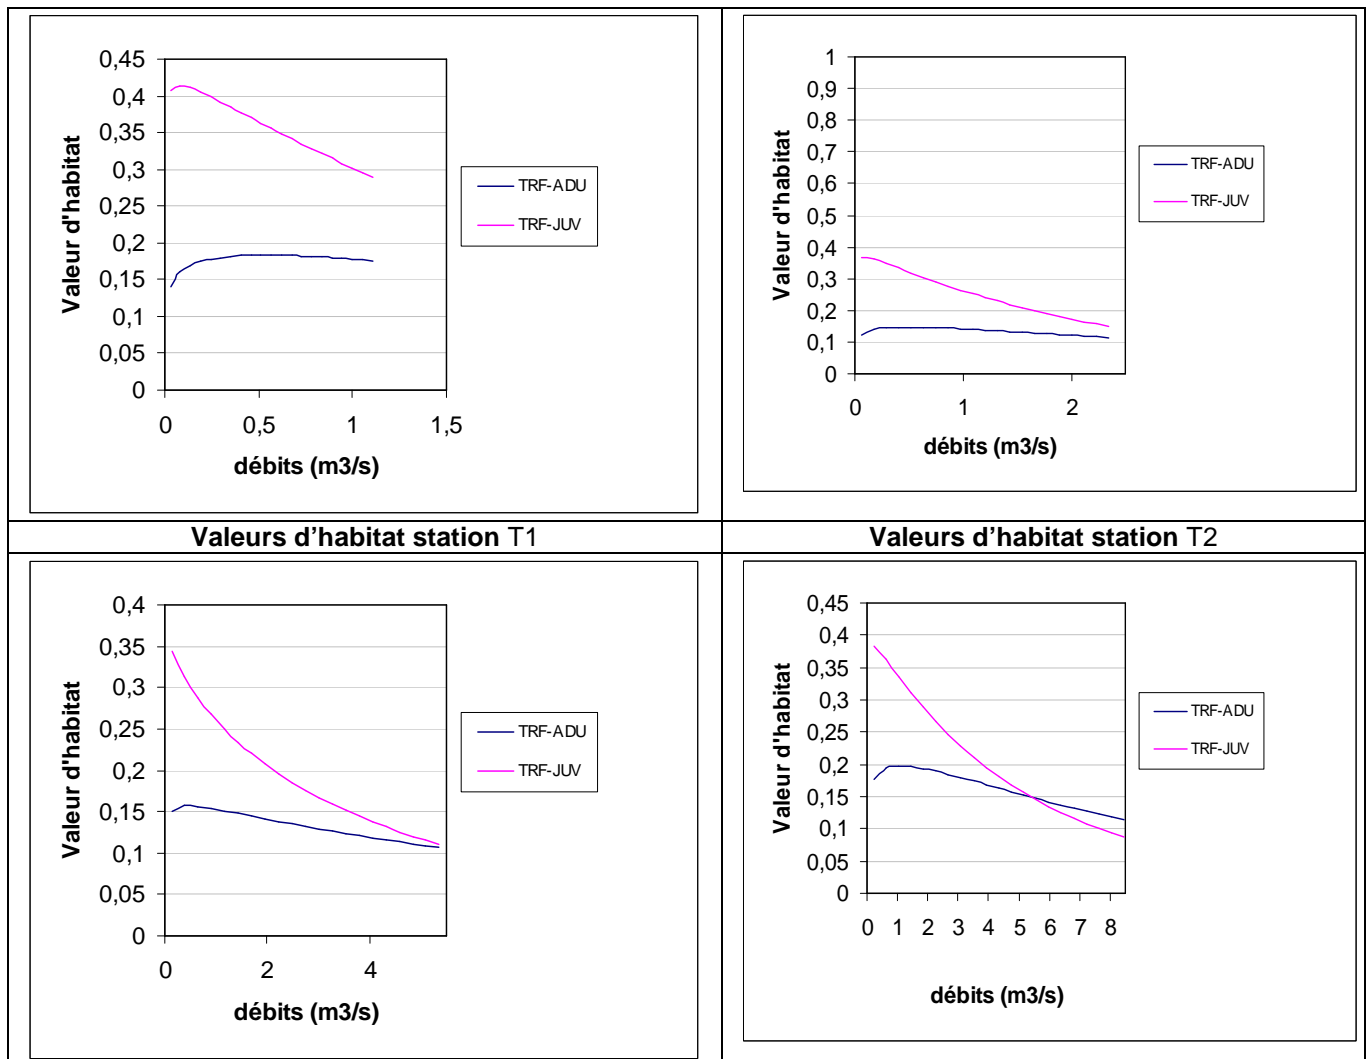 0,45
0,4
0,35
0,3
0,25
0,2
0,15
0,1
0,05
0
Valeur d'habitat
0 0,5 1 1,5
débits (m3/s)
TRF-ADU
TRF-JUV
1
0,9
0,8
0,7
0,6
0,5
0,4
0,3
0,2
0,1
0
Valeur d'habitat
0 1 2
débits (m3/s)
TRF-ADU
TRF-JUV
Valeurs d'habitat station T1
Valeurs d'habitat station T2
0,4
0,35
0,3
0,25
0,2
0,15
0,1
0,05
0
Valeur d'habitat
0 2 4
débits (m3/s)
TRF-ADU
TRF-JUV
0,45
0,4
0,35
0,3
0,25
0,2
0,15
0,1
0,05
0
Valeur d'habitat
0 1 2 3 4 5 6 7 8
débits (m3/s)
TRF-ADU
TRF-JUV